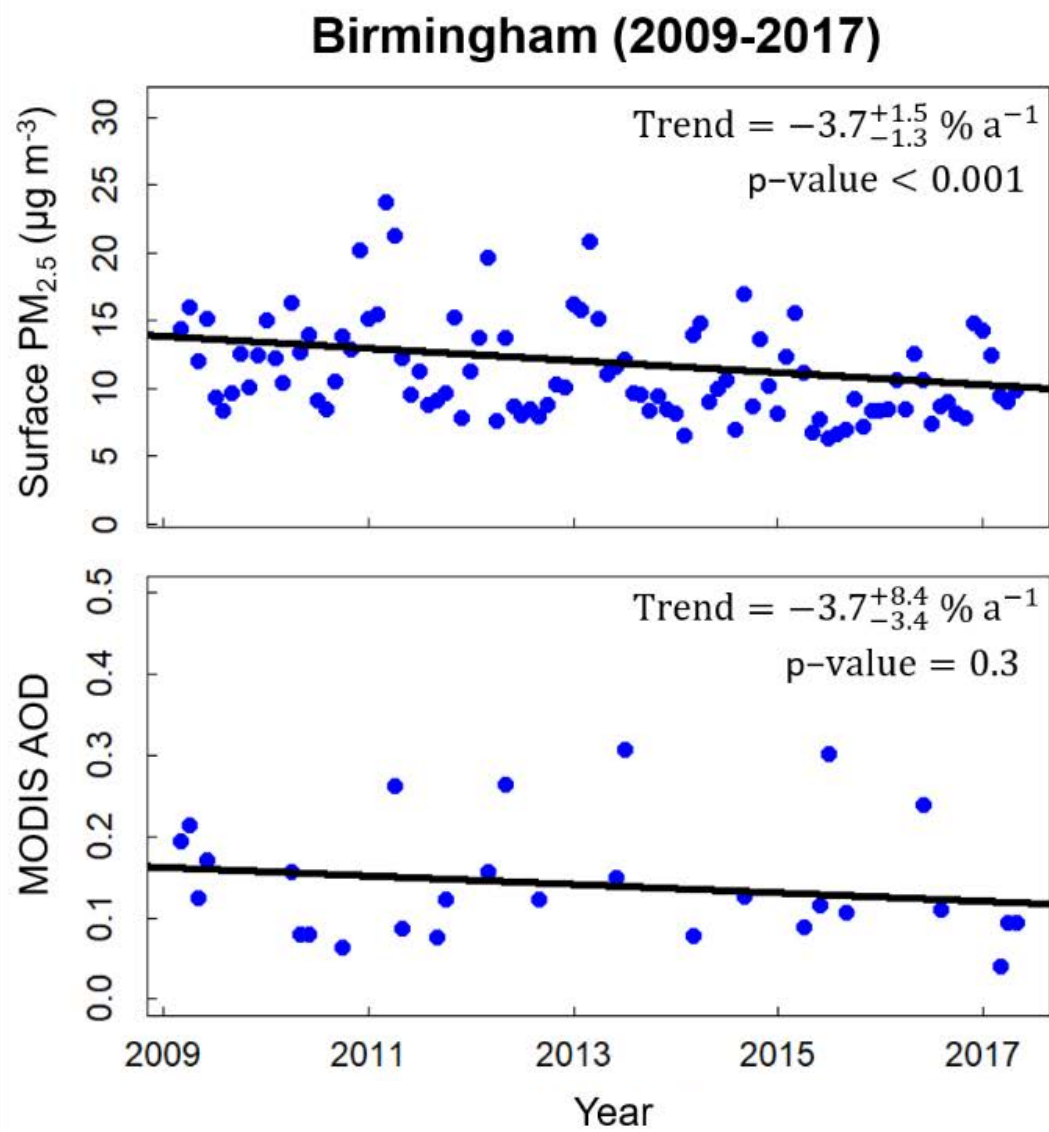 Birmingham (2009-2017)
Surface PM₂.₅ (µg m⁻³)
30
25
20
15
10
5
0
Trend = −3.7⁺¹·⁵₋₁.₃ % a⁻¹
p-value < 0.001
MODIS AOD
0.5
0.4
0.3
0.2
0.1
0.0
Trend = −3.7⁺⁸·⁴₋₃.₄ % a⁻¹
p-value = 0.3
2009 2011 2013 2015 2017
Year